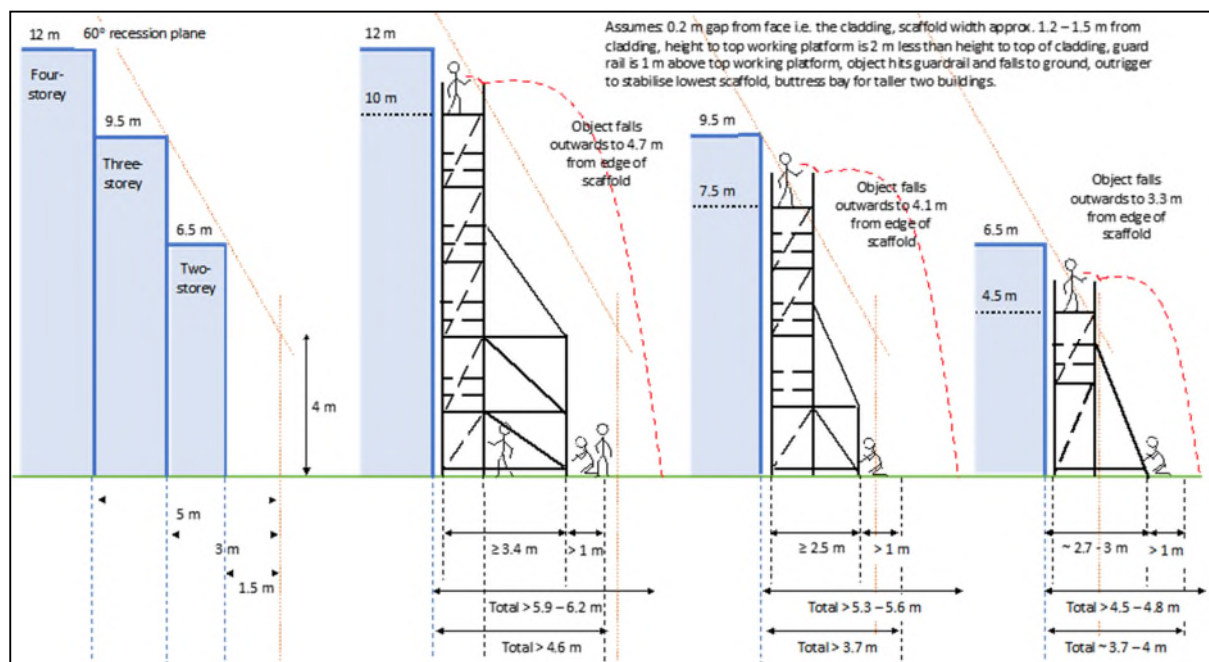 12 m
60° recession plane
Four-
storey
9.5 m
Three-
storey
6.5 m
Two-
storey
4 m
5 m
3 m
1.5 m
Assumes: 0.2 m gap from face i.e. the cladding, scaffold width approx. 1.2 – 1.5 m from
cladding, height to top working platform is 2 m less than height to top of cladding, guard
rail is 1 m above top working platform, object hits guardrail and falls to ground, outrigger
to stabilise lowest scaffold, buttress bay for taller two buildings.
12 m
10 m
Object falls
outwards to 4.7 m
from edge of
scaffold
≥ 3.4 m
> 1 m
Total > 5.9 – 6.2 m
Total > 4.6 m
9.5 m
7.5 m
Object falls
outwards to 4.1 m
from edge of
scaffold
≥ 2.5 m
> 1 m
Total > 5.3 – 5.6 m
Total > 3.7 m
6.5 m
4.5 m
Object falls
outwards to 3.3 m
from edge of
scaffold
~ 2.7 - 3 m
> 1 m
Total > 4.5 – 4.8 m
Total ~ 3.7 – 4 m